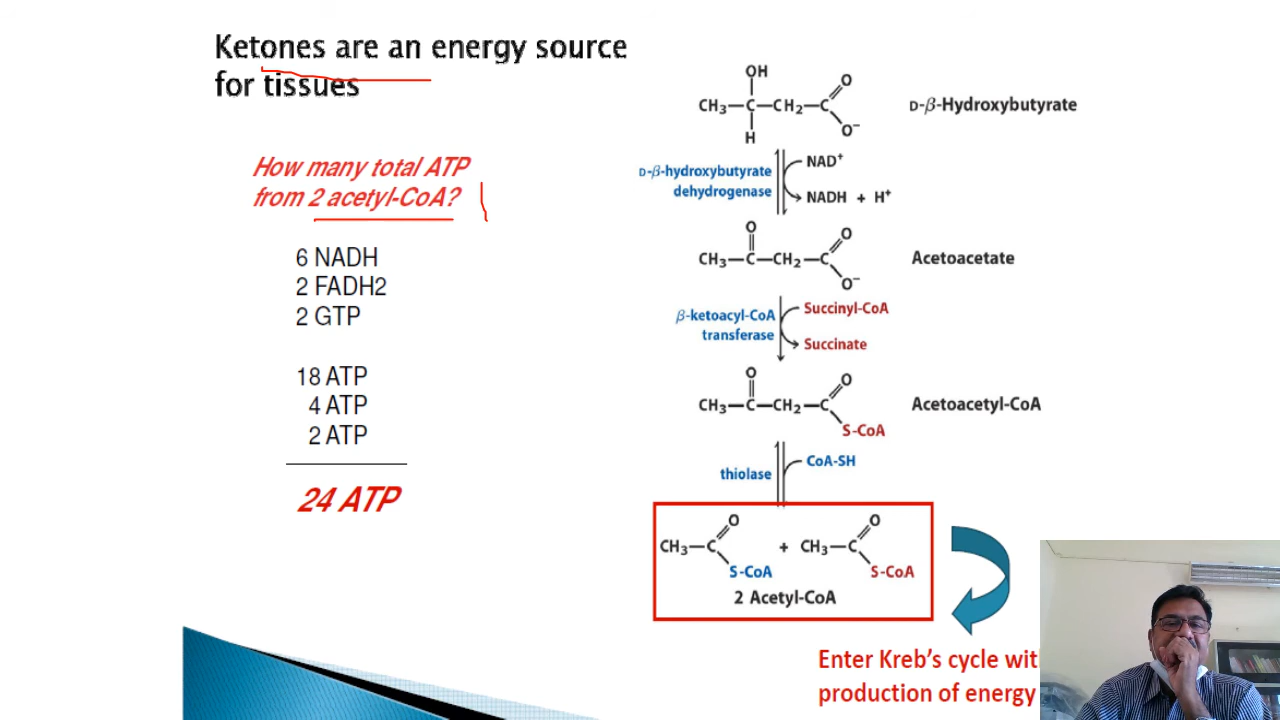 Ketones are an energy source
for tissues
How many total ATP
from 2 acetyl-CoA?
6 NADH
2 FADH2
2 GTP
18 ATP
4 ATP
2 ATP
24 ATP
OH
CH₃—C—CH₂—C
O
O⁻
H
D-β-Hydroxybutyrate
D-β-hydroxybutyrate
dehydrogenase
NAD⁺
NADH + H⁺
O
O
CH₃—C—CH₂—C
O⁻
Acetoacetate
β-ketoacyl-CoA
transferase
Succinyl-CoA
Succinate
O
O
CH₃—C—CH₂—C
S-CoA
Acetoacetyl-CoA
thiolase
CoA-SH
O
O
CH₃—C + CH₃—C
S-CoA
S-CoA
2 Acetyl-CoA
Enter Kreb's cycle wit
production of energy